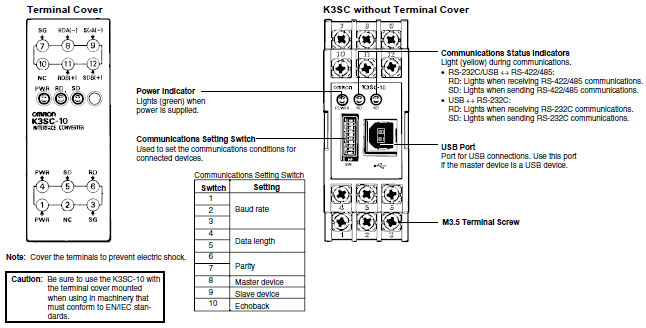 Terminal Cover
SG RDA(-) SDA(-)
7 8 9
10 11 12
NC RDB(+) SDB(+)
PWR RD SD
OMRON
K3SC-10
INTERFACE CONVERTER
PWR SD RD
4 5 6
1 2 3
PWR NC SG
Note: Cover the terminals to prevent electric shock.
Caution: Be sure to use the K3SC-10 with
the terminal cover mounted
when using in machinery that
must conform to EN/IEC stan-
dards.
K3SC without Terminal Cover
7 8 9
10 11 12
OMRON K3SC-10
POWER RD SD
SW
4 5 6
1 2 3
Power Indicator
Lights (green) when
power is supplied.
Communications Setting Switch
Used to set the communications conditions for
connected devices.
Communications Setting Switch
Switch Setting
1
2 Baud rate
3
4
5 Data length
6
7 Parity
8 Master device
9 Slave device
10 Echoback
Communications Status Indicators
Light (yellow) during communications.
• RS-232C/USB ↔ RS-422/485:
RD: Lights when receiving RS-422/485 communications.
SD: Lights when sending RS-422/485 communications.
• USB ↔ RS-232C:
RD: Lights when receiving RS-232C communications.
SD: Lights when sending RS-232C communications.
USB Port
Port for USB connections. Use this port
if the master device is a USB device.
M3.5 Terminal Screw